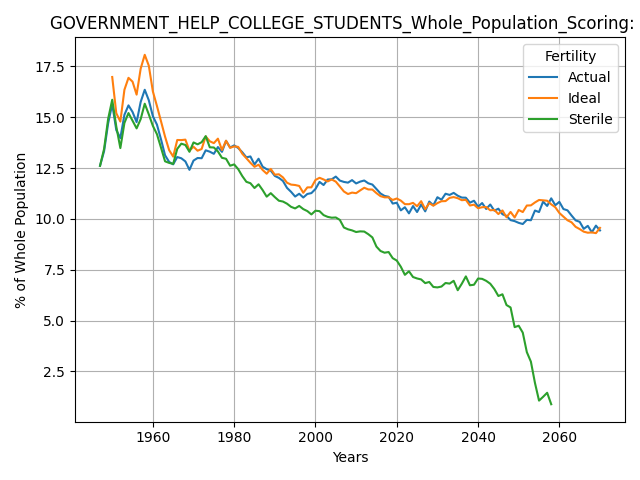 GOVERNMENT_HELP_COLLEGE_STUDENTS_Whole_Population_Scoring:
Fertility
Actual
Ideal
Sterile
% of Whole Population
17.5
15.0
12.5
10.0
7.5
5.0
2.5
1960
1980
2000
2020
2040
2060
Years